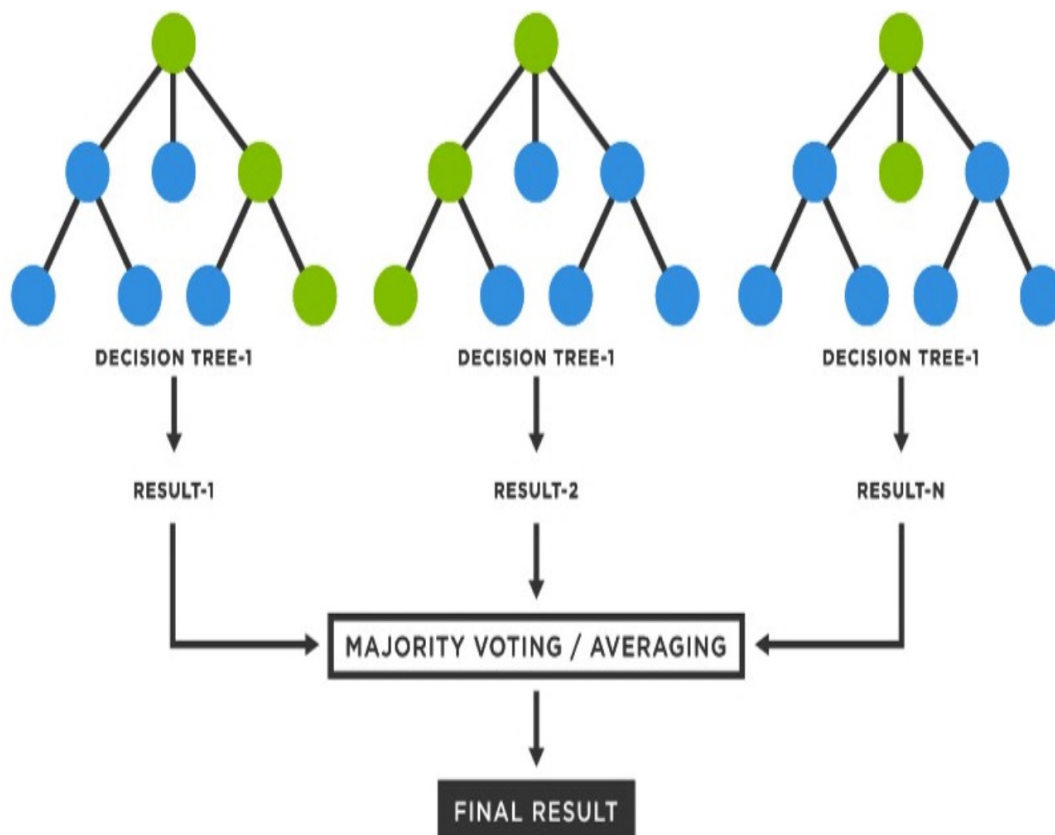 DECISION TREE-1
DECISION TREE-1
DECISION TREE-1
RESULT-1
RESULT-2
RESULT-N
MAJORITY VOTING / AVERAGING
FINAL RESULT